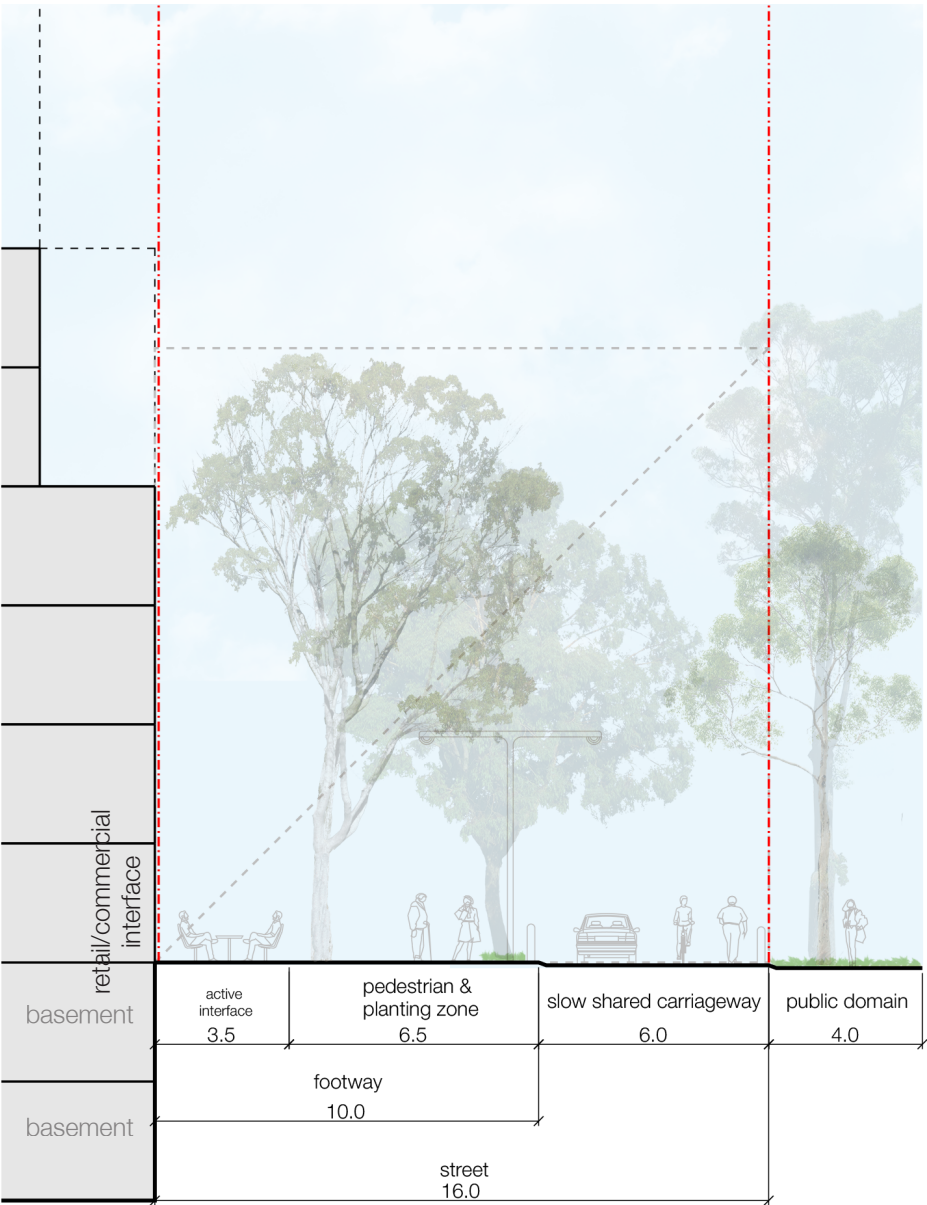 retail/commercial
interface
basement
basement
active
interface
3.5
pedestrian &
planting zone
6.5
slow shared carriageway
6.0
public domain
4.0
footway
10.0
street
16.0